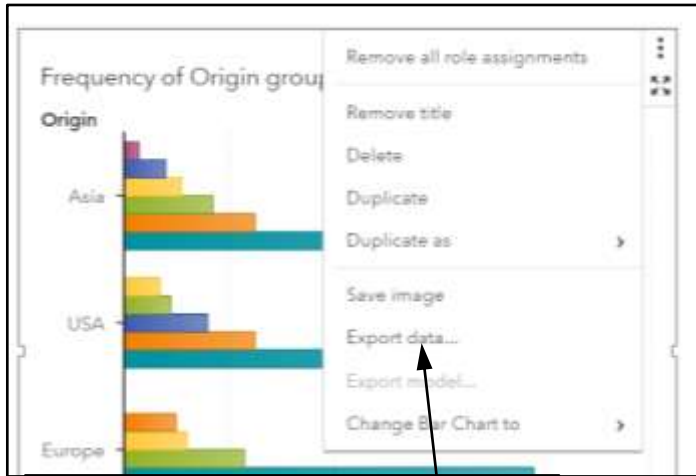 Frequency of Origin grou
Origin
Asia
USA
Europe
Remove all role assignments
Remove title
Delete
Duplicate
Duplicate as
Save image
Export data...
Export model...
Change Bar Chart to